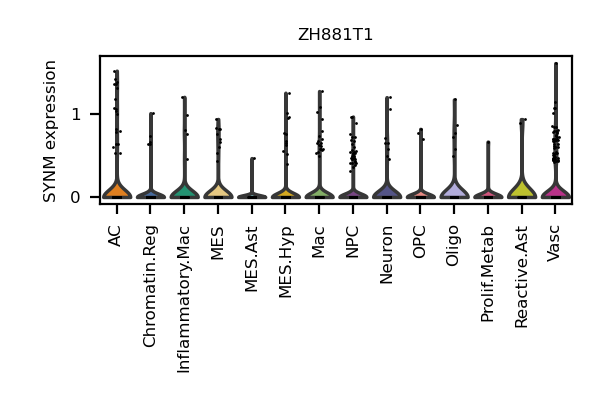 ZH881T1
SYNM expression
1
0
AC
Chromatin.Reg
Inflammatory.Mac
MES
MES.Ast
MES.Hyp
Mac
NPC
Neuron
OPC
Oligo
Prolif.Metab
Reactive.Ast
Vasc